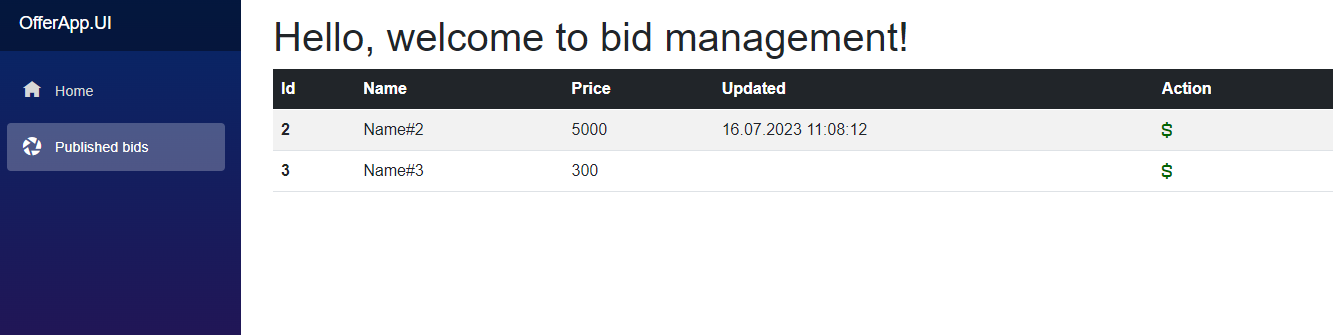 OfferApp.UI
Home
Published bids
Hello, welcome to bid management!
Id Name Price Updated Action
2 Name#2 5000 16.07.2023 11:08:12 $
3 Name#3 300 $